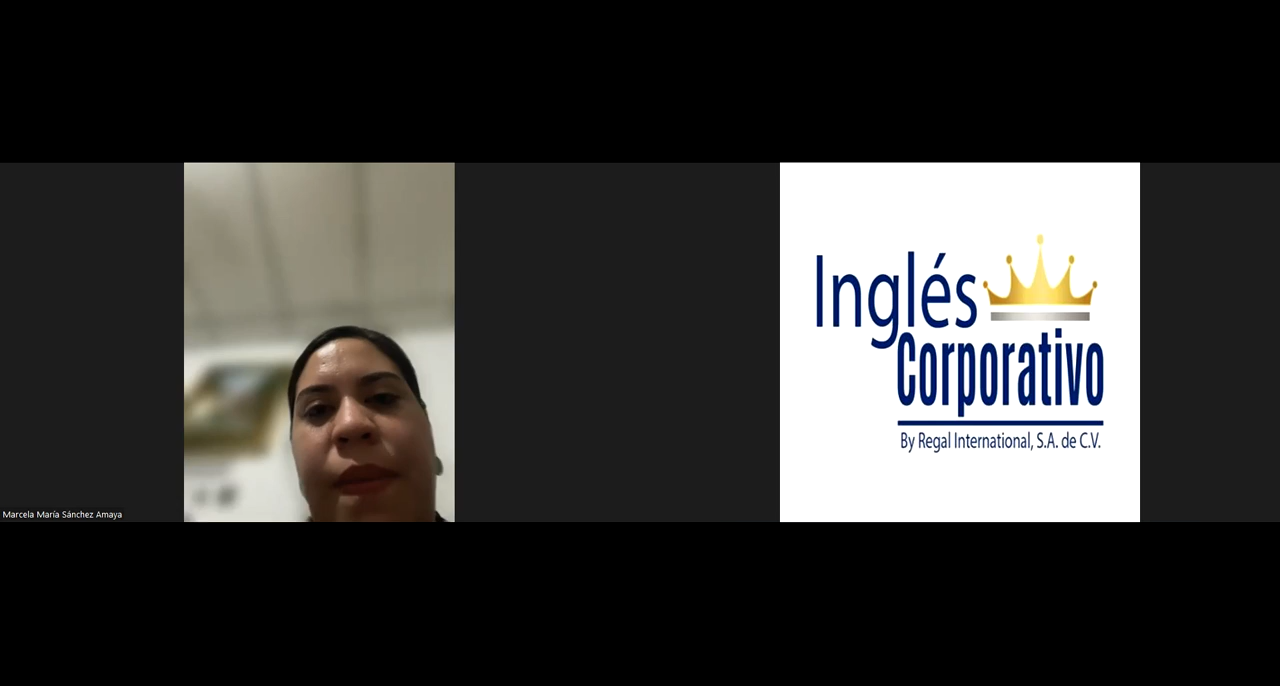 Inglés
Corporativo
By Regal International, S.A. de C.V.
Marcela María Sánchez Amaya